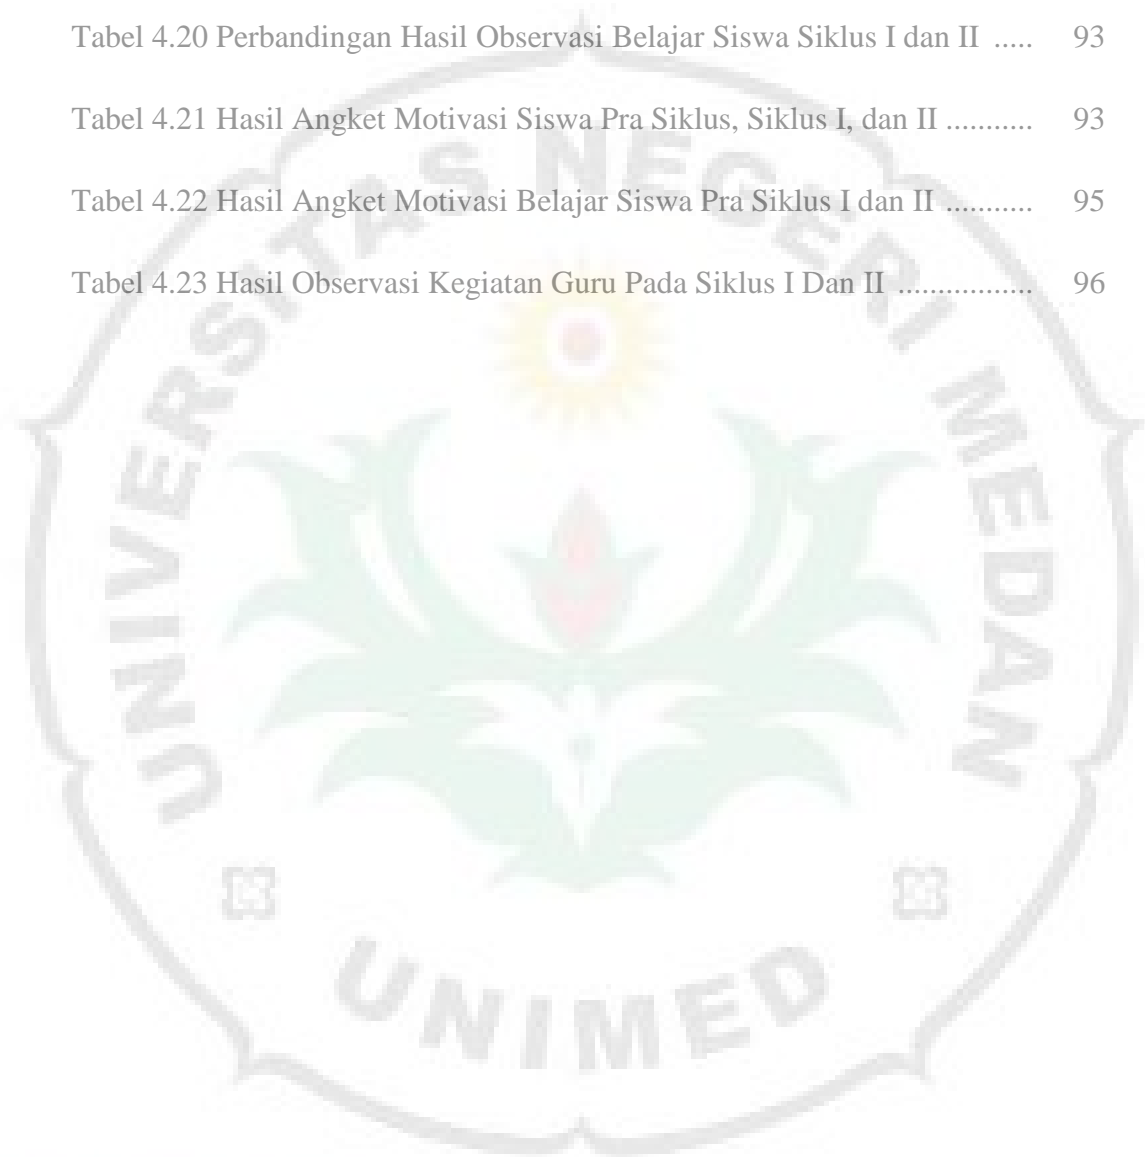 Tabel 4.20 Perbandingan Hasil Observasi Belajar Siswa Siklus I dan II ..... 93
Tabel 4.21 Hasil Angket Motivasi Siswa Pra Siklus, Siklus I, dan II ........... 93
Tabel 4.22 Hasil Angket Motivasi Belajar Siswa Pra Siklus I dan II ........... 95
Tabel 4.23 Hasil Observasi Kegiatan Guru Pada Siklus I Dan II ................. 96
UNIVERSITAS NEGERI MEDAN
UNIMED